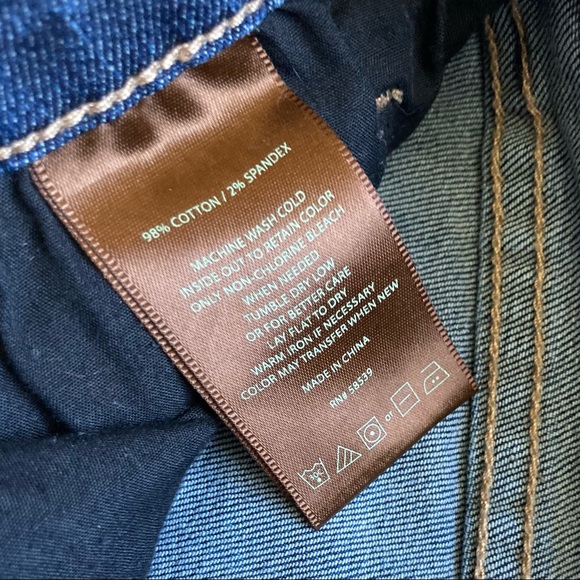 98% COTTON / 2% SPANDEX
MACHINE WASH COLD
INSIDE OUT TO RETAIN COLOR
ONLY NON-CHLORINE BLEACH
WHEN NEEDED
TUMBLE DRY LOW
OR FOR BETTER CARE
LAY FLAT TO DRY
WARM IRON IF NECESSARY
COLOR MAY TRANSFER WHEN NEW
MADE IN CHINA
RN# 58539
or